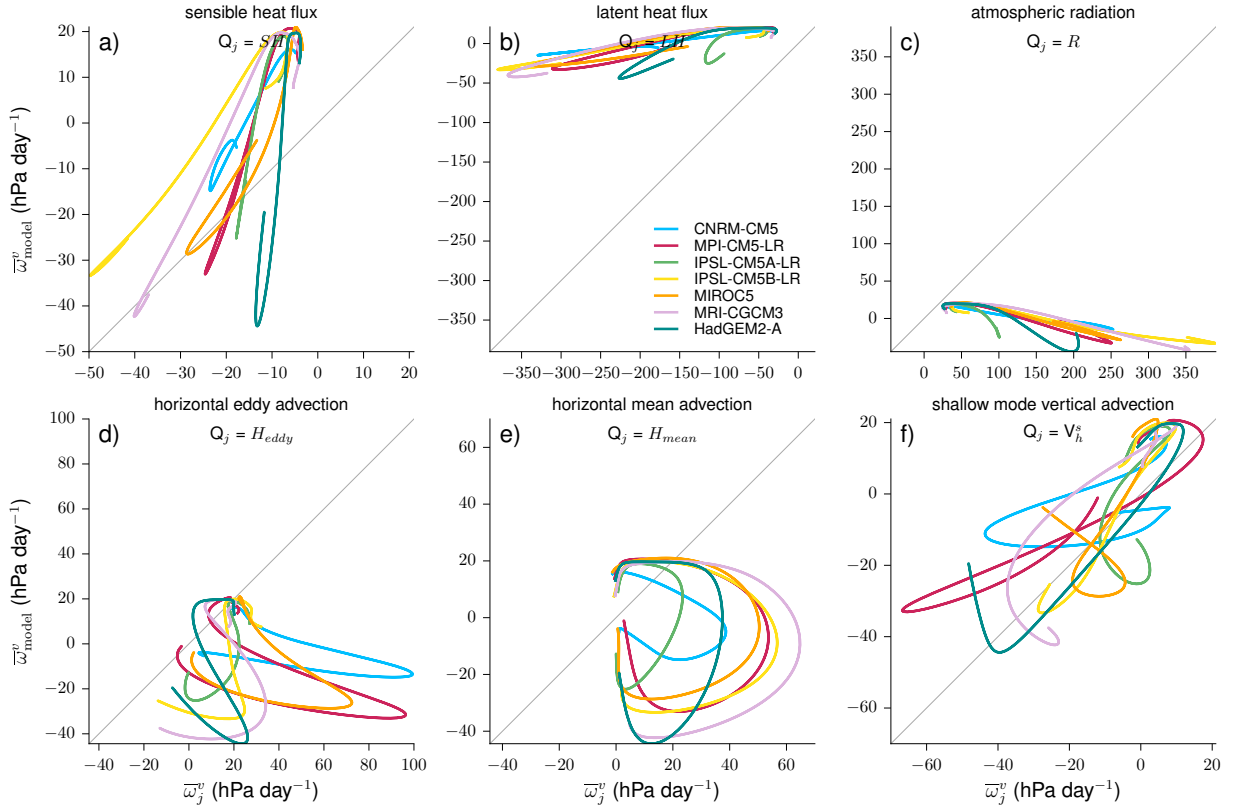 sensible heat flux
a)
Q_j = SH
20
10
0
−10
−20
−30
−40
−50
−50 −40 −30 −20 −10 0 10 20
ω̅ᵛ_model (hPa day⁻¹)
latent heat flux
b)
Q_j = LH
0
−50
−100
−150
−200
−250
−300
−350
−350−300−250−200−150−100 −50 0
CNRM-CM5
MPI-CM5-LR
IPSL-CM5A-LR
IPSL-CM5B-LR
MIROC5
MRI-CGCM3
HadGEM2-A
atmospheric radiation
c)
Q_j = R
350
300
250
200
150
100
50
0
0 50 100 150 200 250 300 350
horizontal eddy advection
d)
Q_j = H_eddy
100
80
60
40
20
0
−20
−40
−40 −20 0 20 40 60 80 100
ω̅ᵛ_model (hPa day⁻¹)
ω̅ᵛ_j (hPa day⁻¹)
horizontal mean advection
e)
Q_j = H_mean
60
40
20
0
−20
−40
−40 −20 0 20 40 60
ω̅ᵛ_j (hPa day⁻¹)
shallow mode vertical advection
f)
Q_j = V_h^s
20
0
−20
−40
−60
−60 −40 −20 0 20
ω̅ᵛ_j (hPa day⁻¹)